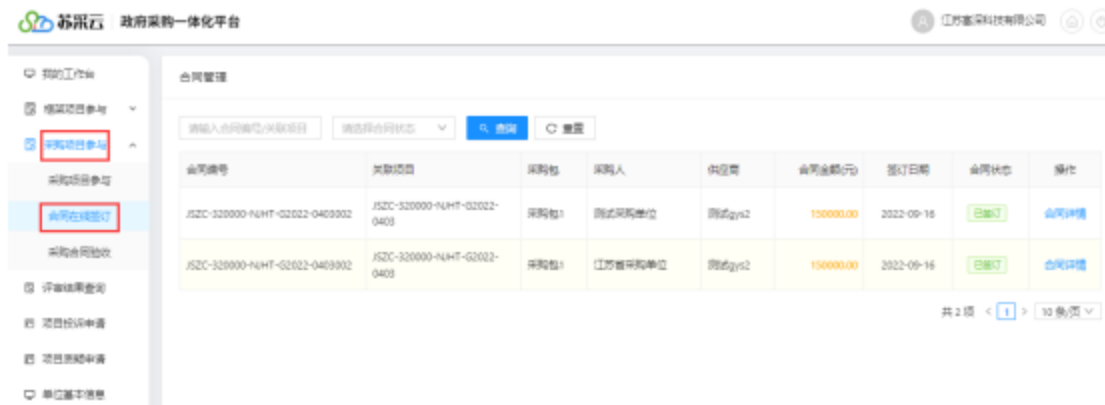 苏采云 政府采购一体化平台
江苏富深科技有限公司
我的工作台
框架项目参与
采购项目参与
采购项目参与
合同在线签订
采购合同验收
评审结果查询
项目投诉申请
项目质疑申请
单位基本信息
合同管理
请输入合同编号/关联项目 请选择合同状态 查询 重置
合同编号 关联项目 采购包 采购人 供应商 合同金额(元) 签订日期 合同状态 操作
JSZC-320000-NJHT-G2022-0403002 JSZC-320000-NJHT-G2022-0403 采购包1 测试采购单位 测试gys2 150000.00 2022-09-16 已签订 合同详情
JSZC-320000-NJHT-G2022-0403002 JSZC-320000-NJHT-G2022-0403 采购包1 江苏省采购单位 测试gys2 150000.00 2022-09-16 已签订 合同详情
共 2 项 < 1 > 10 条/页